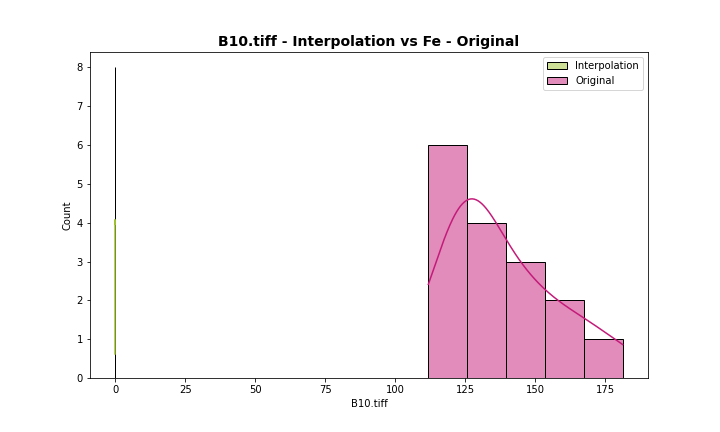 B10.tiff - Interpolation vs Fe - Original
Interpolation
Original
8
7
6
5
4
3
2
1
0
Count
0 25 50 75 100 125 150 175
B10.tiff